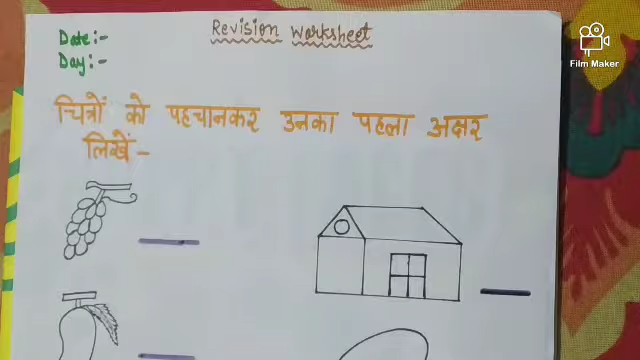 Revision Worksheet
Date:-
Day:-
चित्रों को पहचानकर उनका पहला अक्षर
लिखें -
Film Maker